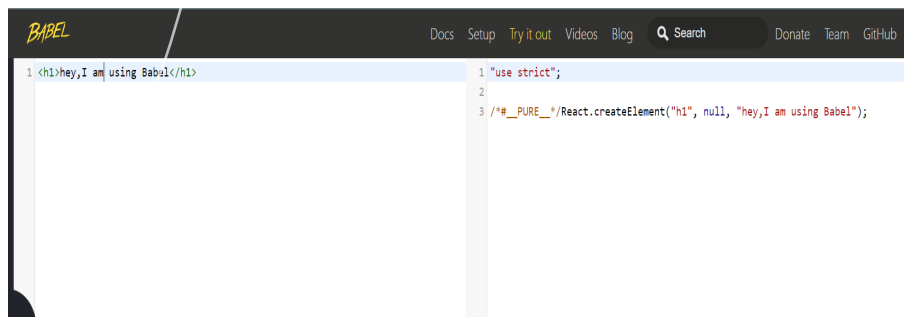 BABEL
Docs Setup Try it out Videos Blog Search Donate Team GitHub
1 <h1>hey,I am using Babel</h1>
1 "use strict";
2
3 /*#__PURE__*/React.createElement("h1", null, "hey,I am using Babel");